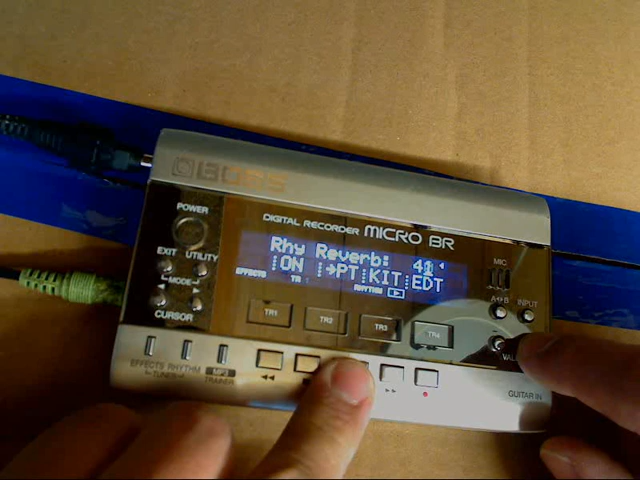 BOSS
POWER
DIGITAL RECORDER MICRO BR
Rhy Reverb: 41
:ON :→PT:KIT:EDT
EFFECTS TR RHYTHM
EXIT UTILITY
MODE
CURSOR
MIC
A↔B INPUT
TR1 TR2 TR3 TR4
EFFECTS RHYTHM MP3
TUNER TRAINER
GUITAR IN